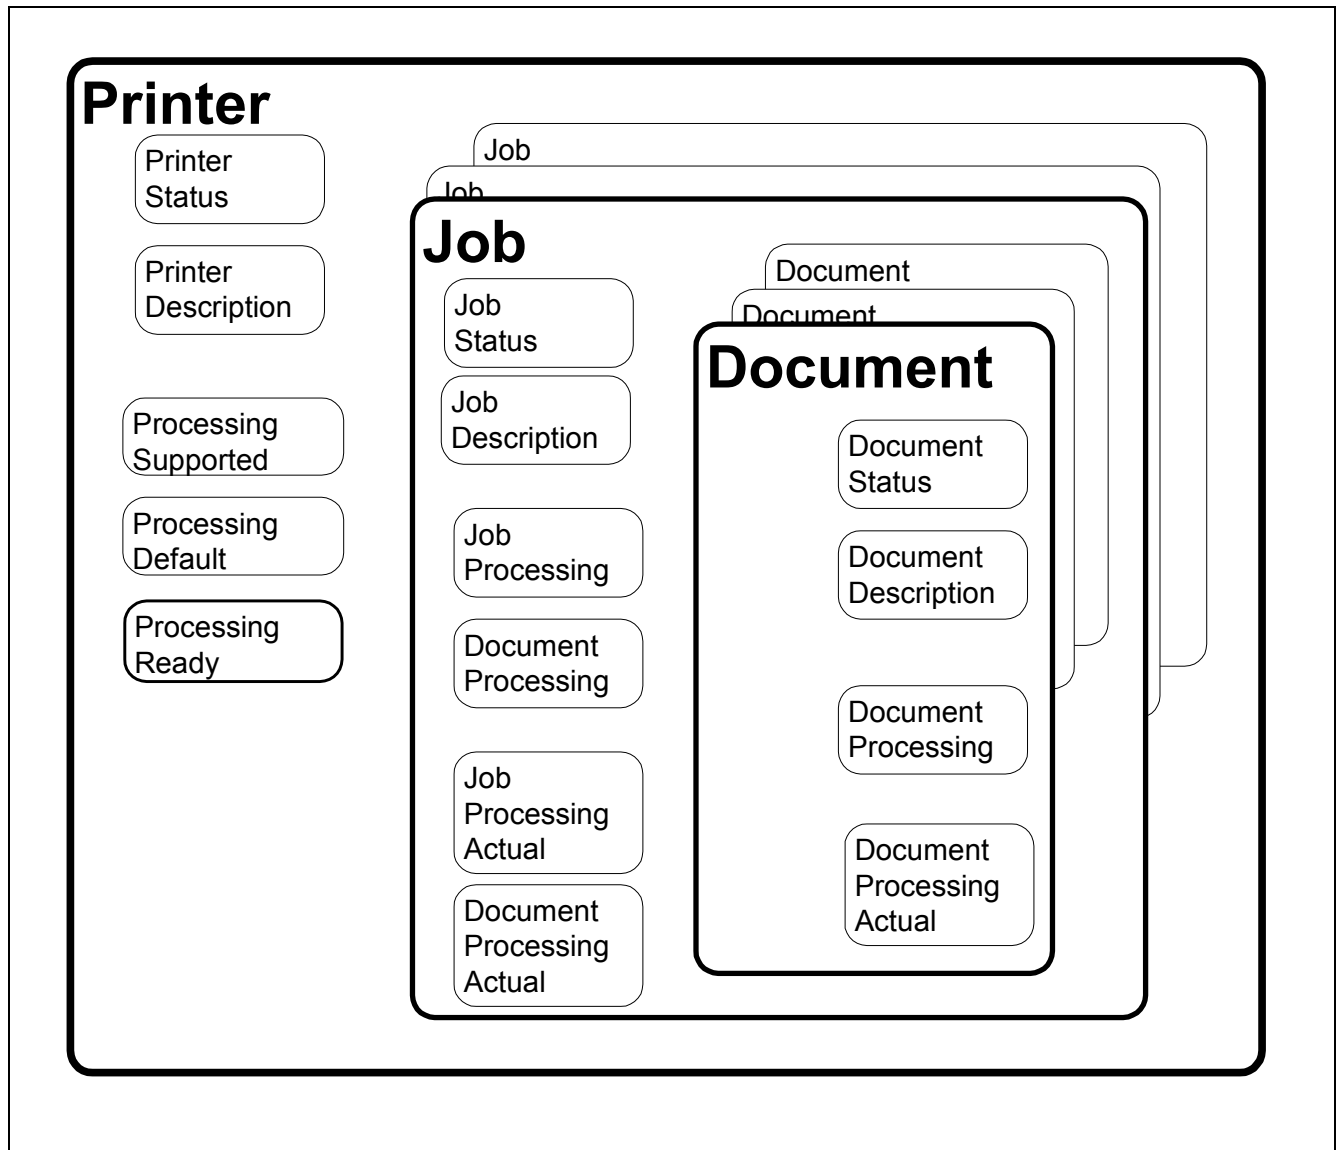 Printer
Printer
Status
Printer
Description
Processing
Supported
Processing
Default
Processing
Ready
Job
Job
Job
Job
Status
Job
Description
Job
Processing
Document
Processing
Job
Processing
Actual
Document
Processing
Actual
Document
Document
Document
Document
Status
Document
Description
Document
Processing
Document
Processing
Actual